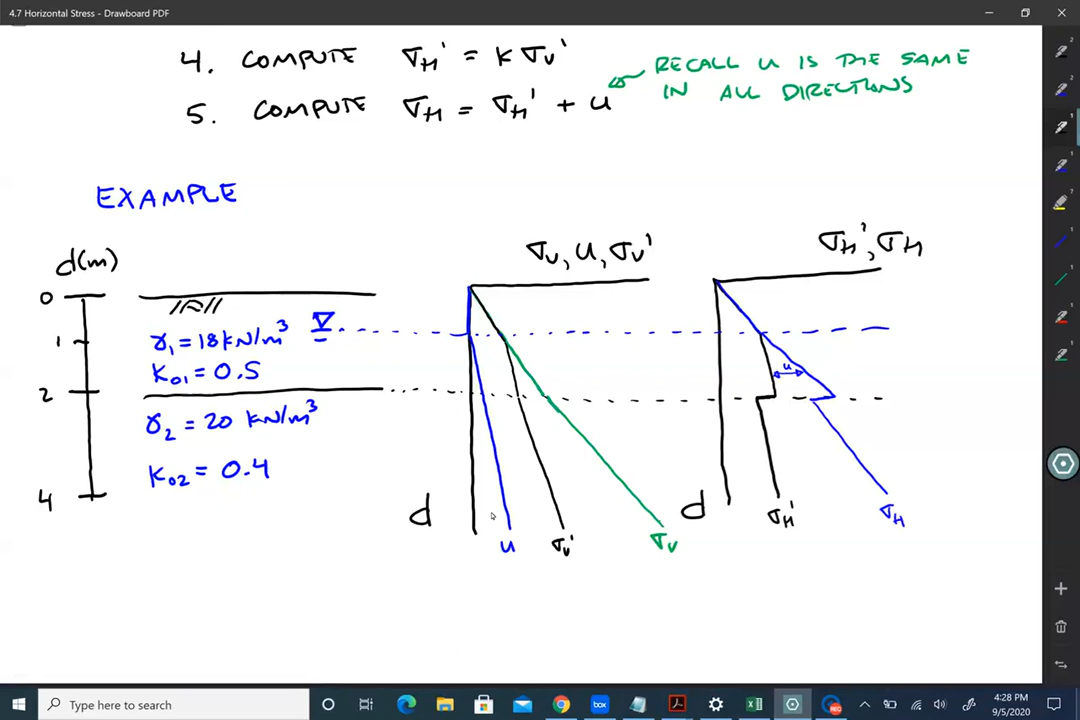 4.7 Horizontal Stress - Drawboard PDF
4. COMPUTE σH' = K σv'
5. COMPUTE σH = σH' + u
RECALL u IS THE SAME
IN ALL DIRECTIONS
EXAMPLE
d(m)
0
1
2
4
γ1 = 18 kN/m³
K01 = 0.5
γ2 = 20 kN/m³
K02 = 0.4
σv, u, σv'
d
u
σv'
σv
σH', σH
u
d
σH'
σH
Type here to search
box
REC
4:28 PM
9/5/2020